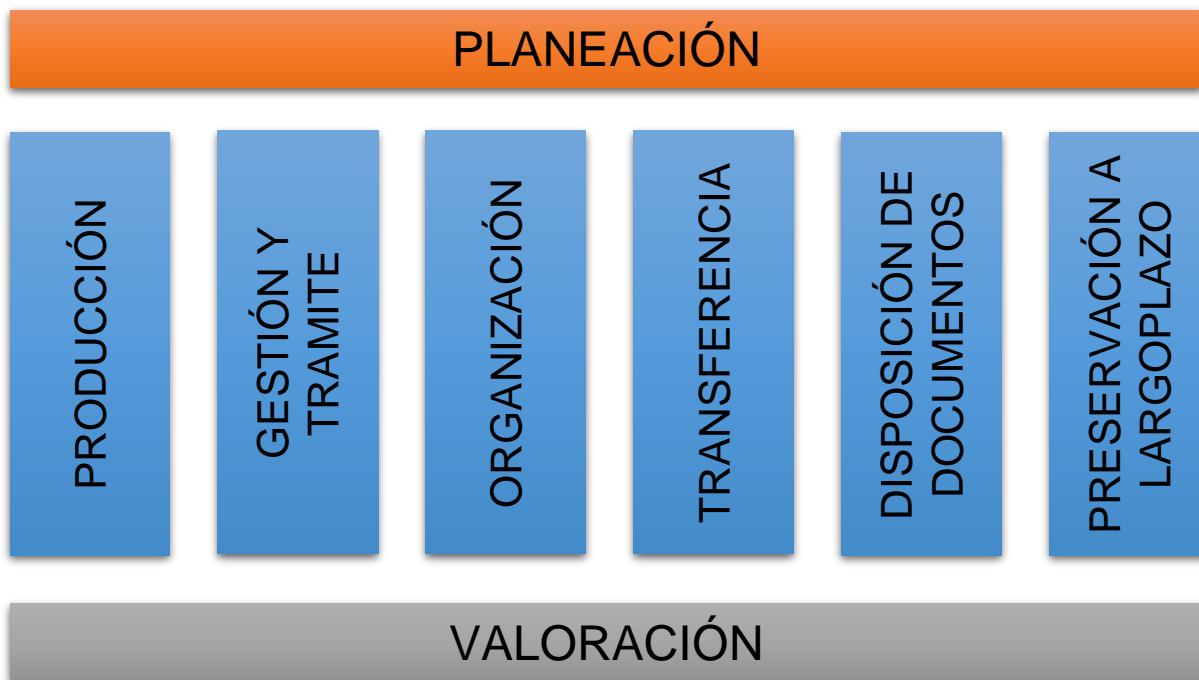 PLANEACIÓN
PRODUCCIÓN
GESTIÓN Y
TRAMITE
ORGANIZACIÓN
TRANSFERENCIA
DISPOSICIÓN DE
DOCUMENTOS
PRESERVACIÓN A
LARGOPLAZO
VALORACIÓN